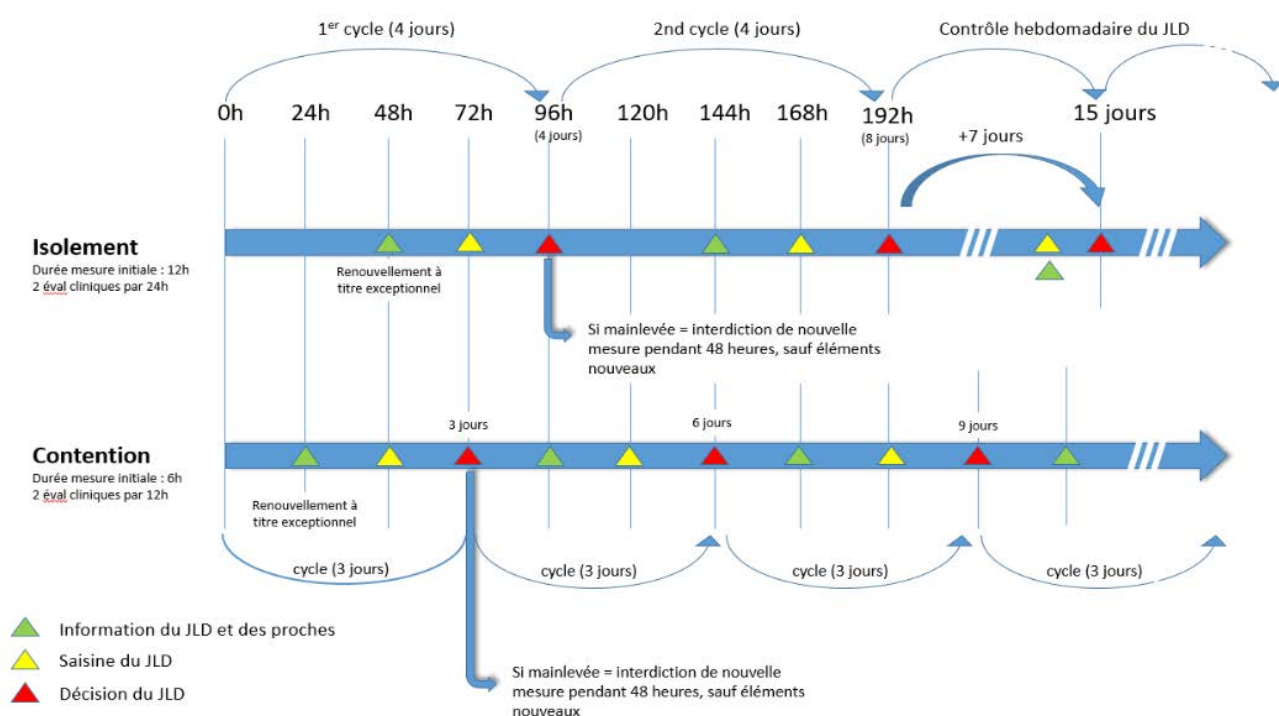 1er cycle (4 jours)
2nd cycle (4 jours)
Contrôle hebdomadaire du JLD
0h
24h
48h
72h
96h
(4 jours)
120h
144h
168h
192h
(8 jours)
15 jours
+7 jours
Isolement
Durée mesure initiale : 12h
2 éval cliniques par 24h
Renouvellement à
titre exceptionnel
Si mainlevée = interdiction de nouvelle
mesure pendant 48 heures, sauf éléments
nouveaux
3 jours
6 jours
9 jours
Contention
Durée mesure initiale : 6h
2 éval cliniques par 12h
Renouvellement à
titre exceptionnel
cycle (3 jours)
cycle (3 jours)
cycle (3 jours)
cycle (3 jours)
Information du JLD et des proches
Saisine du JLD
Décision du JLD
Si mainlevée = interdiction de nouvelle
mesure pendant 48 heures, sauf éléments
nouveaux